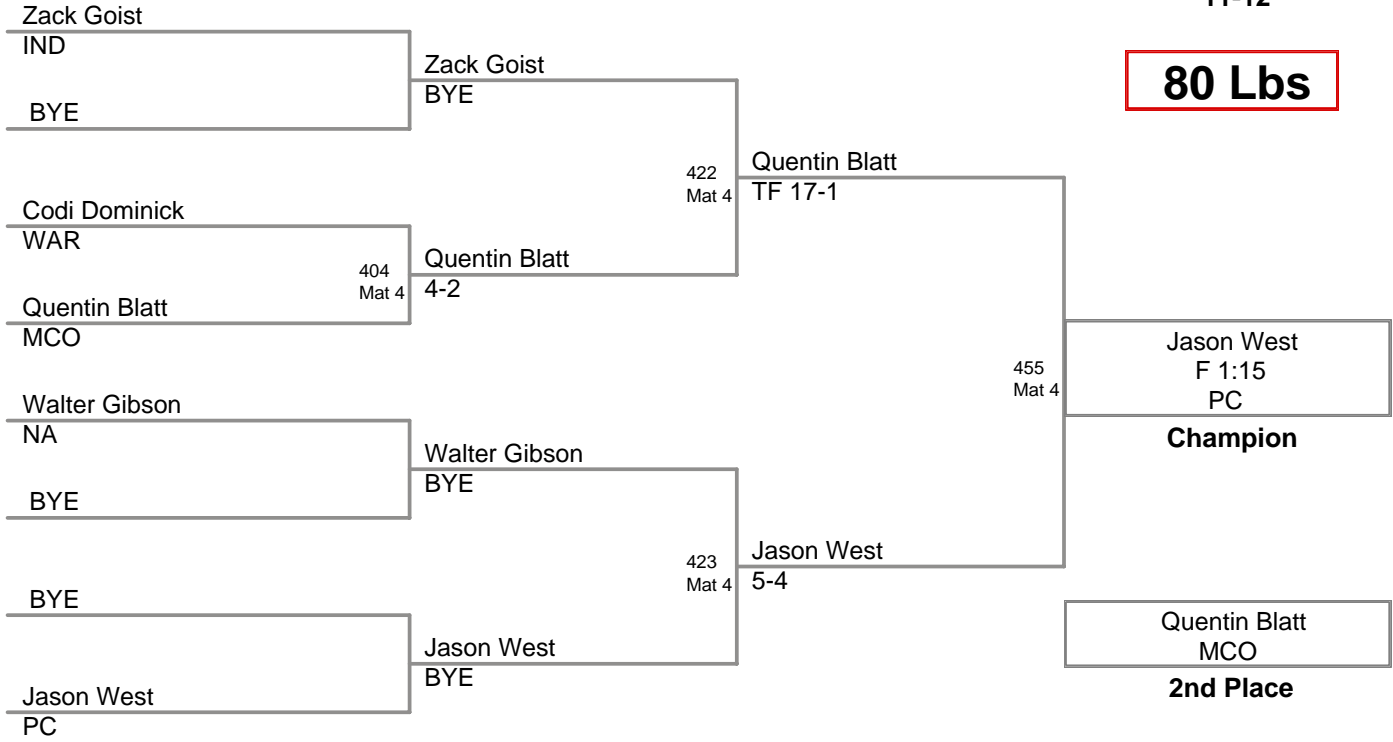 11-12
80 Lbs
Zack Goist
IND
BYE
Codi Dominick
WAR
Quentin Blatt
MCO
Walter Gibson
NA
BYE
BYE
Jason West
PC
Zack Goist
BYE
404
Mat 4
Quentin Blatt
4-2
Walter Gibson
BYE
Jason West
BYE
422
Mat 4
Quentin Blatt
TF 17-1
423
Mat 4
Jason West
5-4
455
Mat 4
Jason West
F 1:15
PC
Champion
Quentin Blatt
MCO
2nd Place